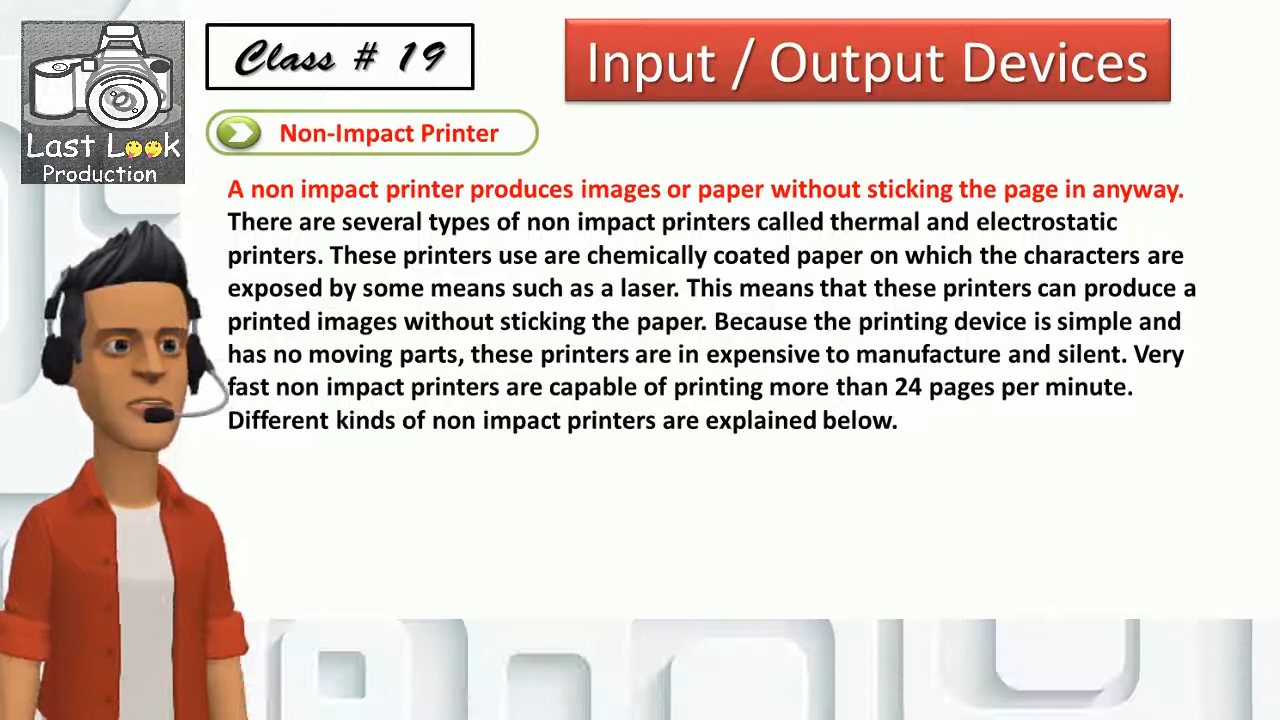 Last Look
Production
Class # 19
Input / Output Devices
Non-Impact Printer
A non impact printer produces images or paper without sticking the page in anyway.
There are several types of non impact printers called thermal and electrostatic
printers. These printers use are chemically coated paper on which the characters are
exposed by some means such as a laser. This means that these printers can produce a
printed images without sticking the paper. Because the printing device is simple and
has no moving parts, these printers are in expensive to manufacture and silent. Very
fast non impact printers are capable of printing more than 24 pages per minute.
Different kinds of non impact printers are explained below.